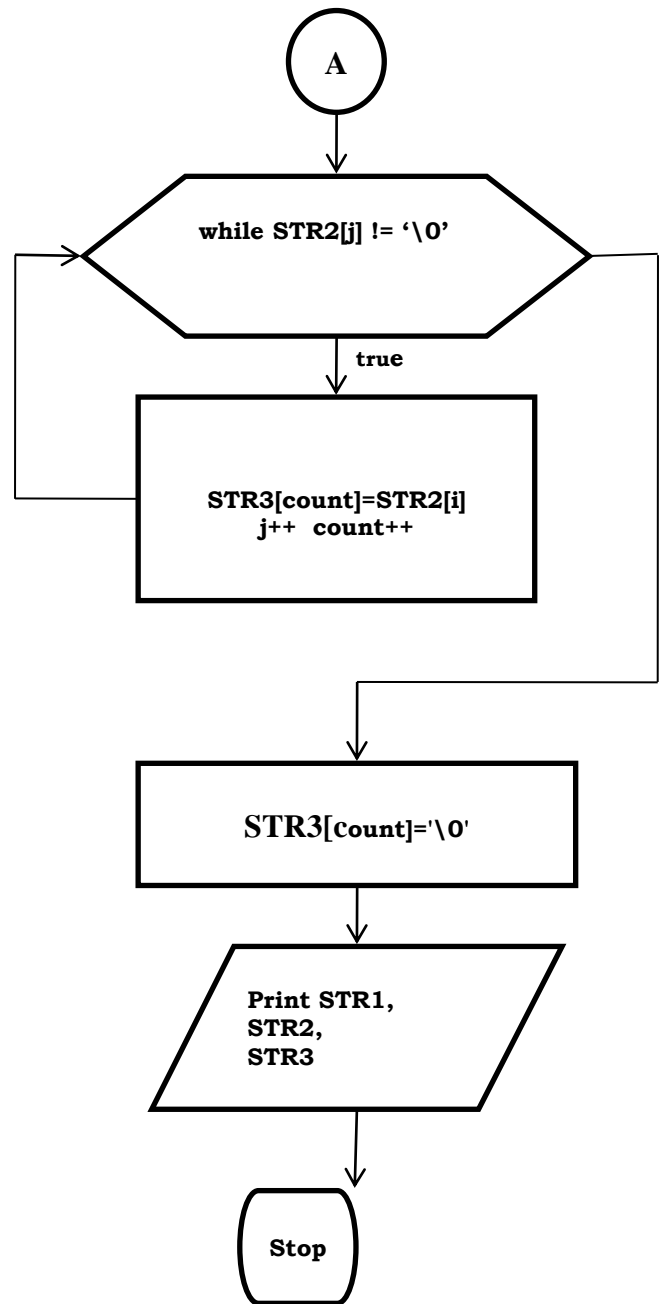 A
while STR2[j] != ‘\0’
true
STR3[count]=STR2[i]
j++ count++
STR3[count]='\0'
Print STR1,
STR2,
STR3
Stop